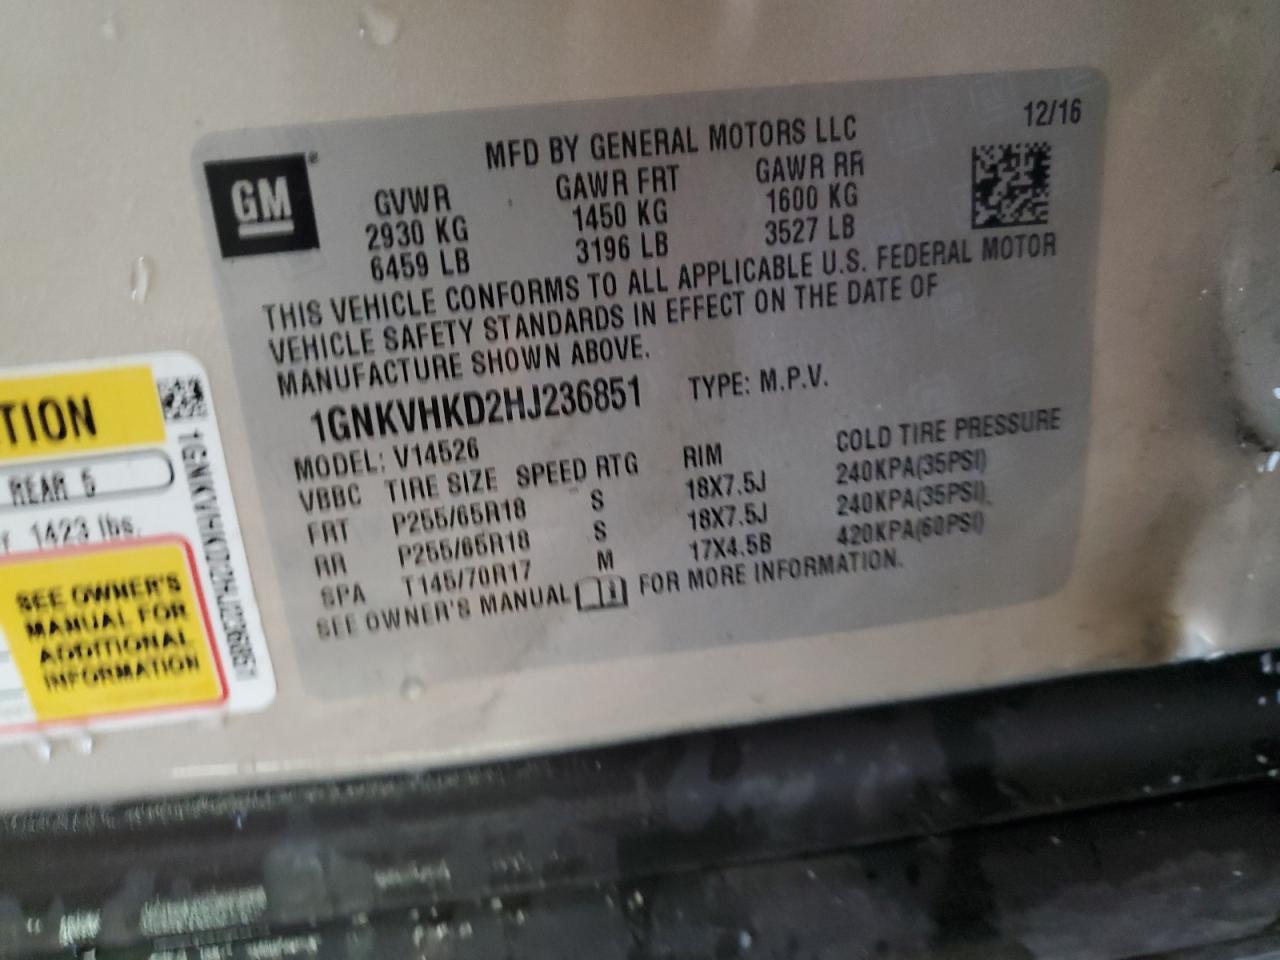 MFD BY GENERAL MOTORS LLC 12/16
GM
GVWR GAWR FRT GAWR RR
2930 KG 1450 KG 1600 KG
6459 LB 3196 LB 3527 LB
THIS VEHICLE CONFORMS TO ALL APPLICABLE U.S. FEDERAL MOTOR
VEHICLE SAFETY STANDARDS IN EFFECT ON THE DATE OF
MANUFACTURE SHOWN ABOVE.
1GNKVHKD2HJ236851 TYPE: M.P.V.
MODEL: V14526
VBBC TIRE SIZE SPEED RTG RIM COLD TIRE PRESSURE
FRT P255/65R18 S 18X7.5J 240KPA(35PSI)
RR P255/65R18 S 18X7.5J 240KPA(35PSI)
SPA T145/70R17 M 17X4.5B 420KPA(60PSI)
SEE OWNER'S MANUAL FOR MORE INFORMATION.
TION
REAR 5
1423 lbs.
SEE OWNER'S
MANUAL FOR
ADDITIONAL
INFORMATION
1GNKVHKD2HJ236851